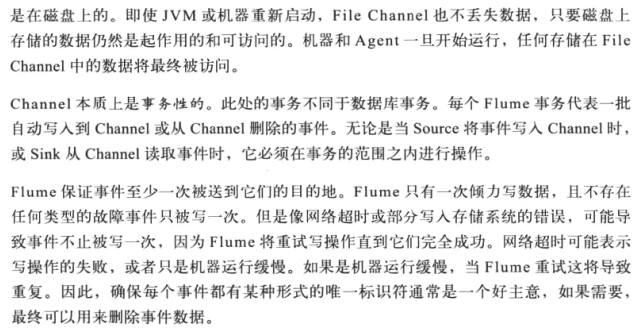 是在磁盘上的。即使 JVM 或机器重新启动，File Channel 也不丢失数据，只要磁盘上
存储的数据仍然是起作用的和可访问的。机器和 Agent 一旦开始运行，任何存储在 File
Channel 中的数据将最终被访问。
Channel 本质上是事务性的。此处的事务不同于数据库事务。每个 Flume 事务代表一批
自动写入到 Channel 或从 Channel 删除的事件。无论是当 Source 将事件写入 Channel 时，
或 Sink 从 Channel 读取事件时，它必须在事务的范围之内进行操作。
Flume 保证事件至少一次被送到它们的目的地。Flume 只有一次倾力写数据，且不存在
任何类型的故障事件只被写一次。但是像网络超时或部分写入存储系统的错误，可能导
致事件不止被写一次，因为 Flume 将重试写操作直到它们完全成功。网络超时可能表示
写操作的失败，或者只是机器运行缓慢。如果是机器运行缓慢，当 Flume 重试这将导致
重复。因此，确保每个事件都有某种形式的唯一标识符通常是一个好主意，如果需要，
最终可以用来删除事件数据。